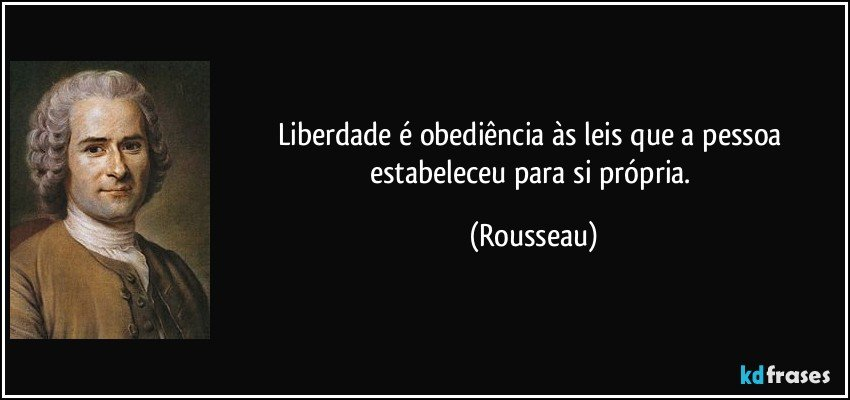 Liberdade é obediência às leis que a pessoa
estabeleceu para si própria.
(Rousseau)
kdfrases